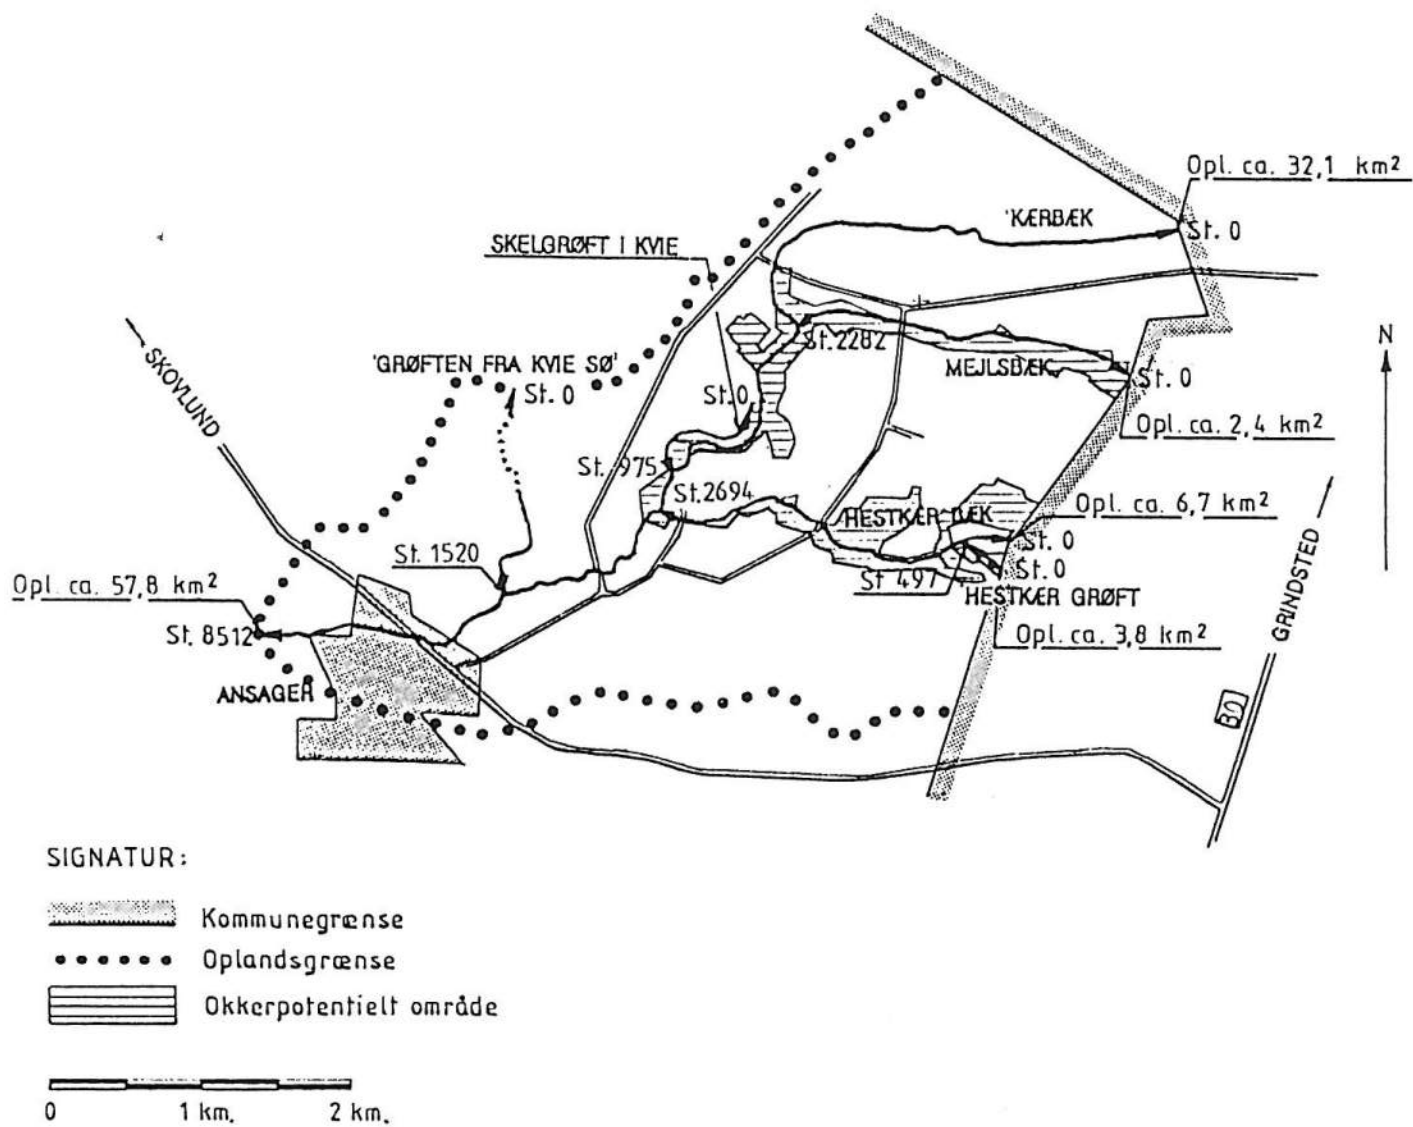 Opl. ca. 32,1 km²
'KÆRBÆK
St. 0
SKELGRØFT I KVIE
N
St. 2282
'GRØFTEN FRA KVIE SØ'
MEJLSBÆK
St. 0
St. 0
St. 0
SKOVLUND
Opl. ca. 2,4 km²
St. 975
St. 2694
Opl. ca. 6,7 km²
HESTKÆR BÆK
St. 0
St. 1520
St. 497
St. 0
Opl. ca. 57,8 km²
HESTKÆR GRØFT
GRINDSTED
St. 8512
Opl. ca. 3,8 km²
ANSAGER
30
SIGNATUR:
Kommunegrænse
Oplandsgrænse
Okkerpotentielt område
0 1 km. 2 km.